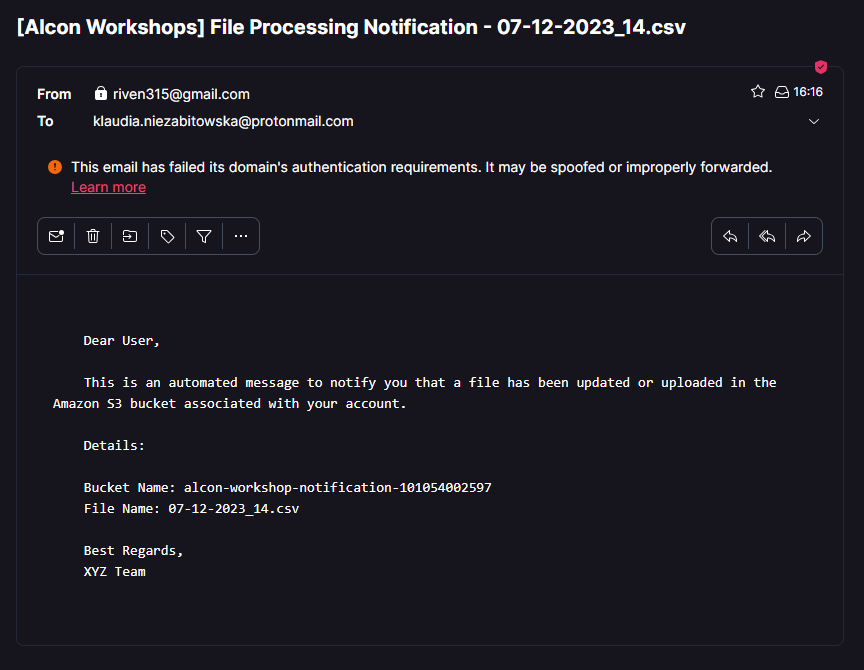 [Alcon Workshops] File Processing Notification - 07-12-2023_14.csv
From riven315@gmail.com 16:16
To klaudia.niezabitowska@protonmail.com
This email has failed its domain's authentication requirements. It may be spoofed or improperly forwarded.
Learn more
Dear User,
This is an automated message to notify you that a file has been updated or uploaded in the
Amazon S3 bucket associated with your account.
Details:
Bucket Name: alcon-workshop-notification-101054002597
File Name: 07-12-2023_14.csv
Best Regards,
XYZ Team